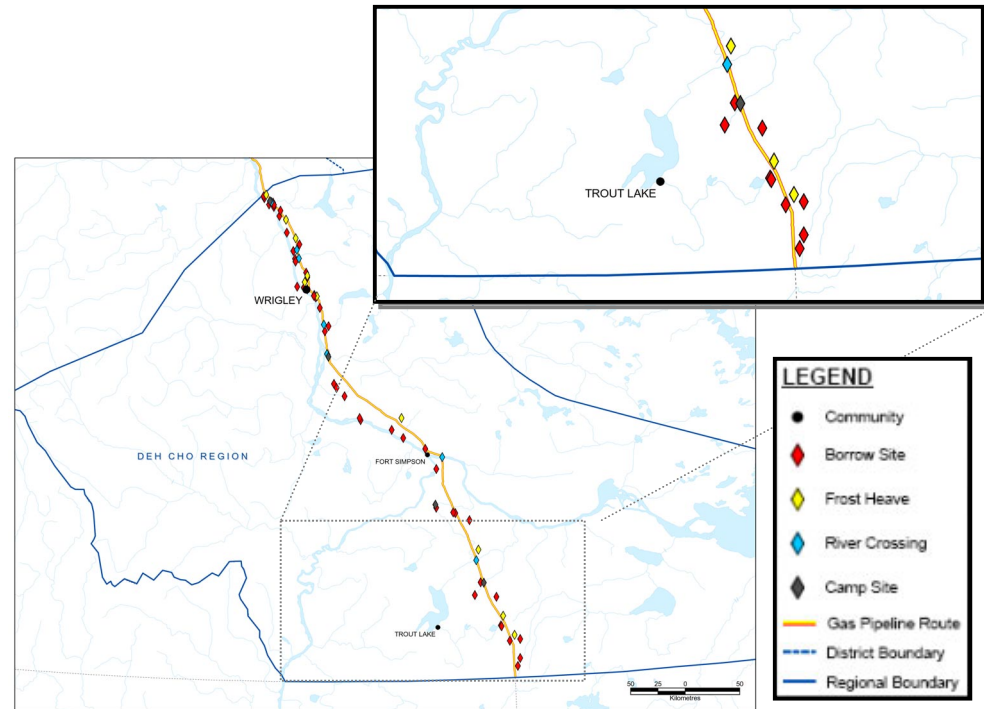 TROUT LAKE
WRIGLEY
DEH CHO REGION
FORT SIMPSON
TROUT LAKE
50 25 0 50
Kilometres
LEGEND
Community
Borrow Site
Frost Heave
River Crossing
Camp Site
Gas Pipeline Route
District Boundary
Regional Boundary